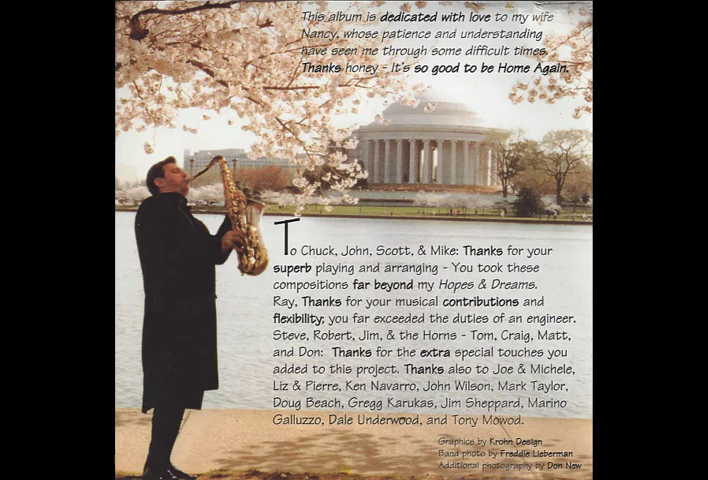 This album is dedicated with love to my wife
Nancy, whose patience and understanding
have seen me through some difficult times.
Thanks honey - It's so good to be Home Again.
To Chuck, John, Scott, & Mike: Thanks for your
superb playing and arranging - You took these
compositions far beyond my Hopes & Dreams.
Ray, Thanks for your musical contributions and
flexibility; you far exceeded the duties of an engineer.
Steve, Robert, Jim, & the Horns - Tom, Craig, Matt,
and Don: Thanks for the extra special touches you
added to this project. Thanks also to Joe & Michele,
Liz & Pierre, Ken Navarro, John Wilson, Mark Taylor,
Doug Beach, Gregg Karukas, Jim Sheppard, Marino
Galluzzo, Dale Underwood, and Tony Mowod.
Graphics by Krohn Design
Band photo by Freddie Lieberman
Additional photography by Don New